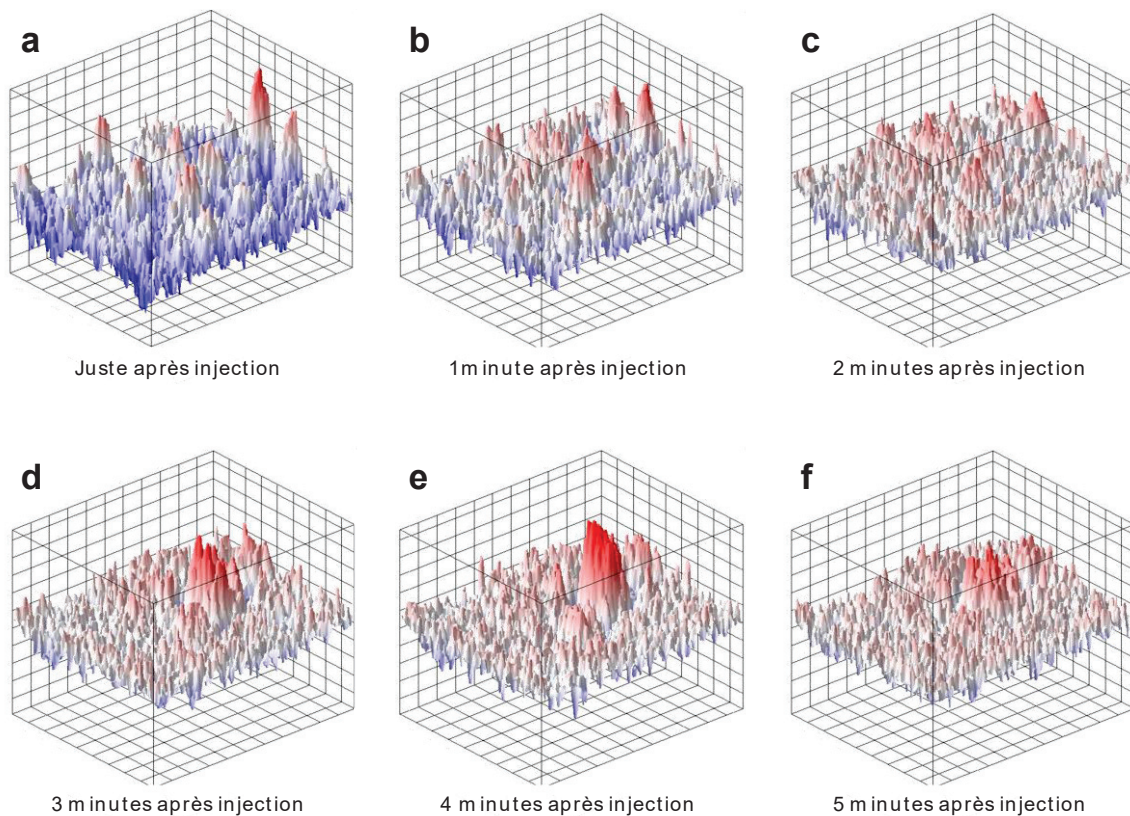 a
b
c
Juste après injection
1 minute après injection
2 minutes après injection
d
e
f
3 minutes après injection
4 minutes après injection
5 minutes après injection